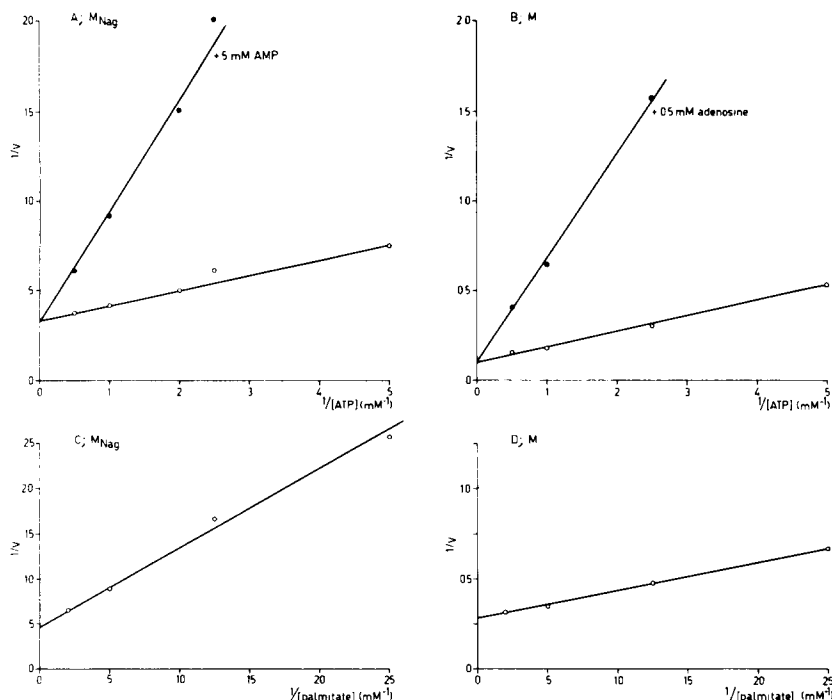 A; M_Nag
20
15
10
5
0
1/v
+ 5 mM AMP
0 1 2 3 4 5
1/[ATP] (mM⁻¹)
B; M
2.0
1.5
1.0
0.5
0
1/v
+ 0.5 mM adenosine
0 1 2 3 4 5
1/[ATP] (mM⁻¹)
C; M_Nag
25
20
15
10
5
0
1/v
0 5 10 15 20 25
1/[palmitate] (mM⁻¹)
D; M
1.0
0.5
0
1/v
0 5 10 15 20 25
1/[palmitate] (mM⁻¹)